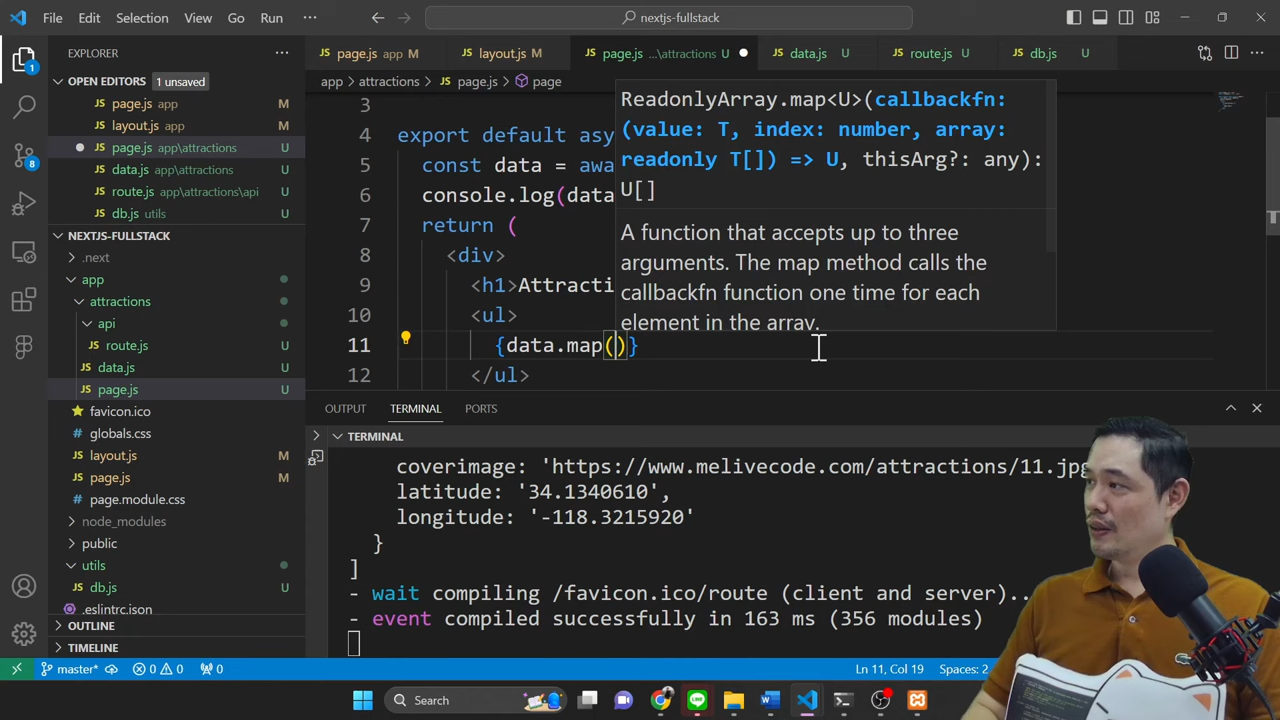 File Edit Selection View Go Run
nextjs-fullstack
EXPLORER
page.js app M
layout.js M
page.js ...\attractions U
data.js U
route.js U
db.js U
OPEN EDITORS 1 unsaved
app > attractions > page.js > page
page.js app M
layout.js app M
page.js app\attractions U
data.js app\attractions U
route.js app\attractions\api U
db.js utils U
NEXTJS-FULLSTACK
.next
app
attractions
api
route.js U
data.js U
page.js U
favicon.ico
globals.css
layout.js M
page.js M
page.module.css
node_modules
public
utils
db.js U
.eslintrc.json
OUTLINE
TIMELINE
1
8
3
4 export default asy
5 const data = awa
6 console.log(data
7 return (
8 <div>
9 <h1>Attracti
10 <ul>
11 {data.map()}
12 </ul>
ReadonlyArray.map<U>(callbackfn:
(value: T, index: number, array:
readonly T[]) => U, thisArg?: any):
U[]
A function that accepts up to three
arguments. The map method calls the
callbackfn function one time for each
element in the array.
OUTPUT TERMINAL PORTS
TERMINAL
coverimage: 'https://www.melivecode.com/attractions/11.jpg
latitude: '34.1340610',
longitude: '-118.3215920'
}
]
- wait compiling /favicon.ico/route (client and server)..
- event compiled successfully in 163 ms (356 modules)
master* 0 0 0
Ln 11, Col 19 Spaces: 2
Search